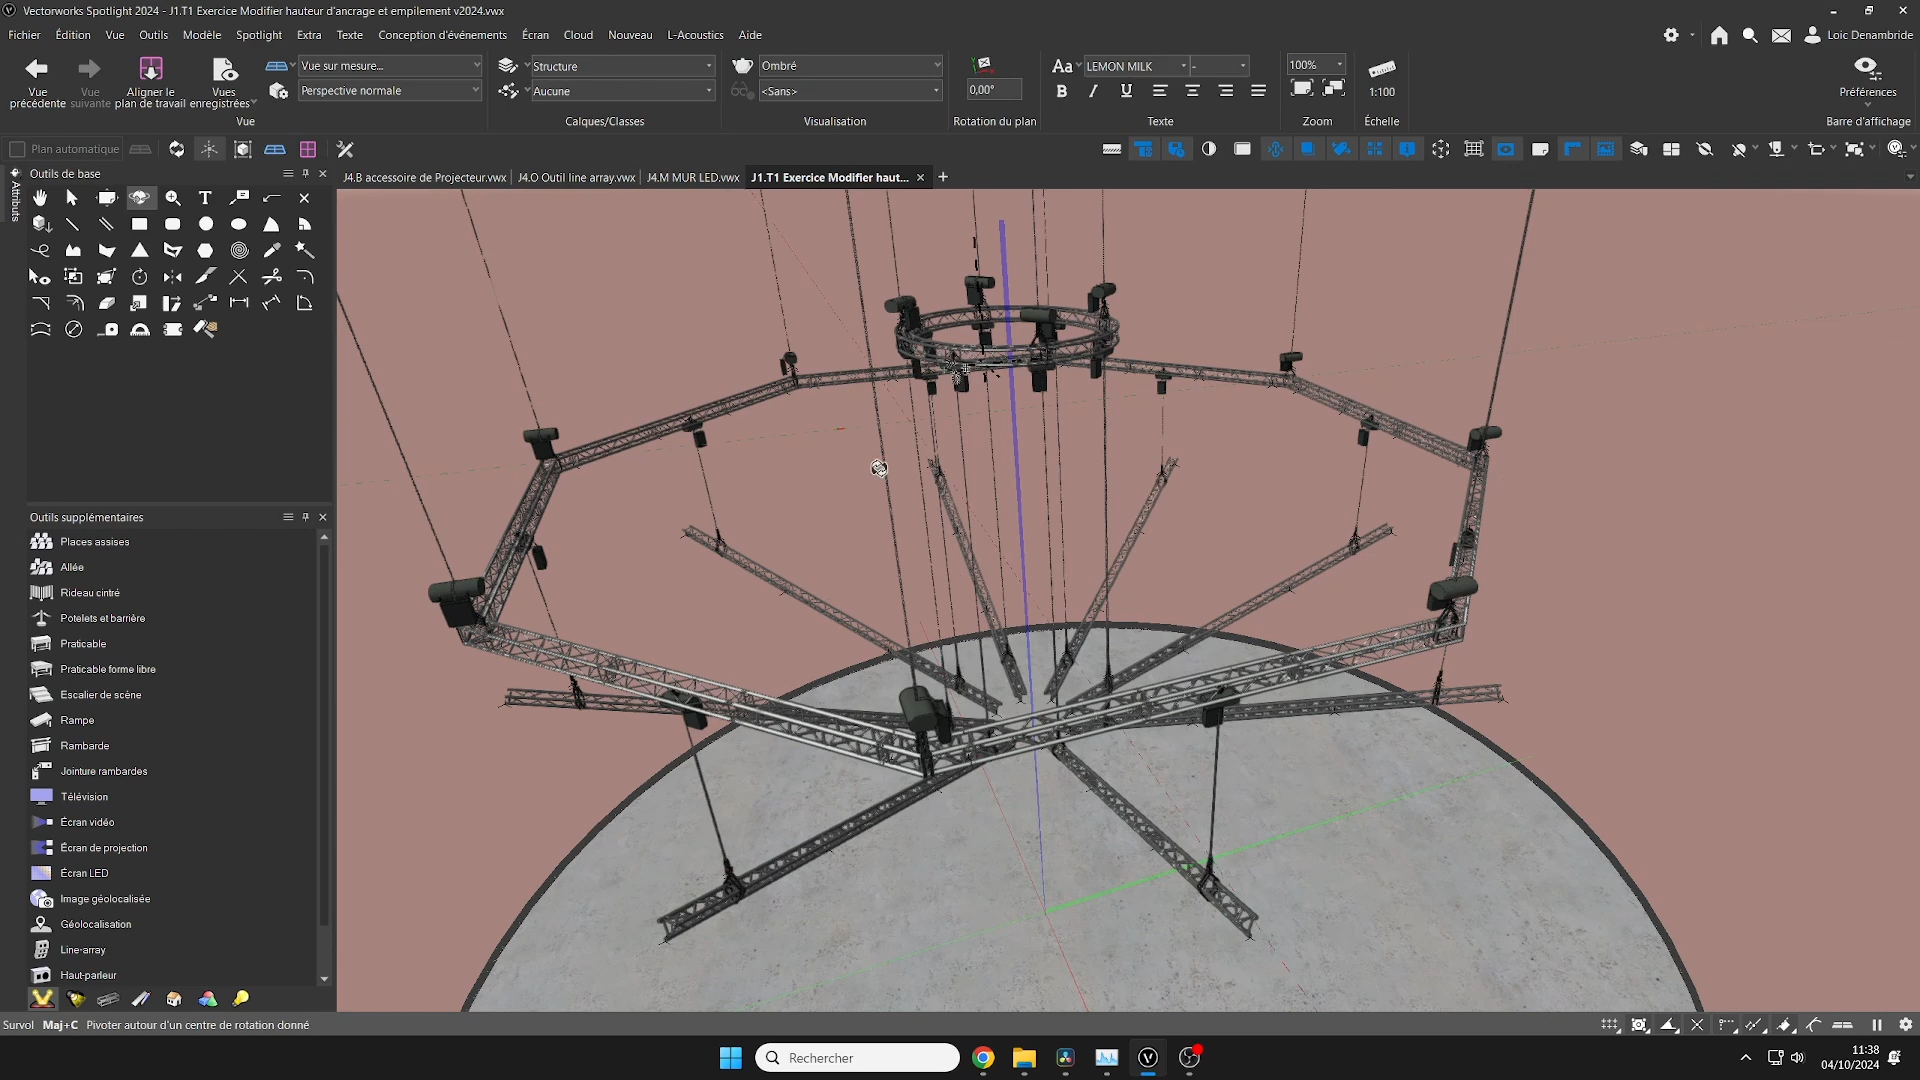 Vectorworks Spotlight 2024 - J1.T1 Exercice Modifier hauteur d'ancrage et empilement v2024.vwx
Fichier Édition Vue Outils Modèle Spotlight Extra Texte Conception d'événements Écran Cloud Nouveau L-Acoustics Aide
Loic Denambride
Vue précédente
Vue suivante
Aligner le plan de travail
Vues enregistrées
Vue sur mesure...
Perspective normale
Vue
Structure
Aucune
Calques/Classes
Ombré
<Sans>
Visualisation
0,00°
Rotation du plan
Aa LEMON MILK -
B I U
Texte
100%
Zoom
1:100
Échelle
Préférences
Barre d'affichage
Plan automatique
Attributs
Outils de base
J4.B accessoire de Projecteur.vwx
J4.O Outil line array.vwx
J4.M MUR LED.vwx
J1.T1 Exercice Modifier haut...
Outils supplémentaires
Places assises
Allée
Rideau cintré
Potelets et barrière
Praticable
Praticable forme libre
Escalier de scène
Rampe
Rambarde
Jointure rambardes
Télévision
Écran vidéo
Écran de projection
Écran LED
Image géolocalisée
Géolocalisation
Line-array
Haut-parleur
Survol Maj+C Pivoter autour d'un centre de rotation donné
Rechercher
11:38
04/10/2024